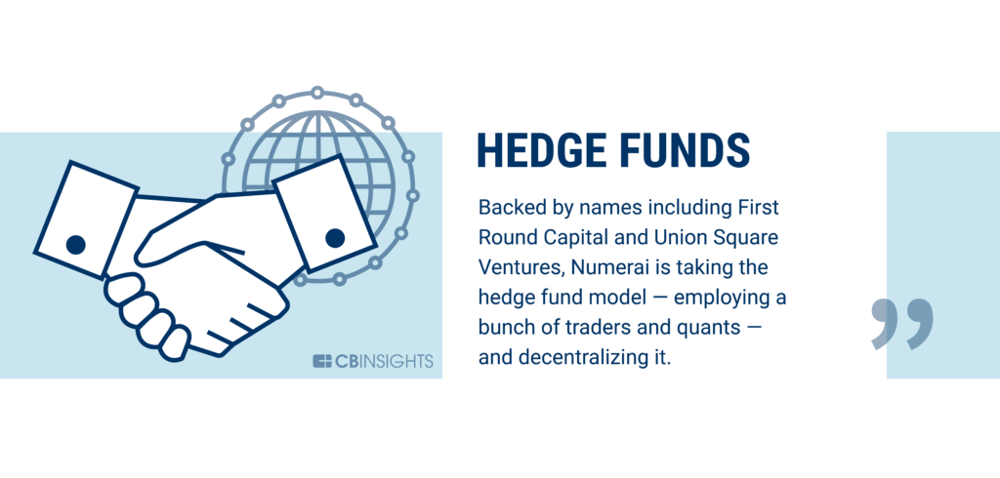 HEDGE FUNDS
Backed by names including First
Round Capital and Union Square
Ventures, Numerai is taking the
hedge fund model — employing a
bunch of traders and quants —
and decentralizing it.
”
CBINSIGHTS